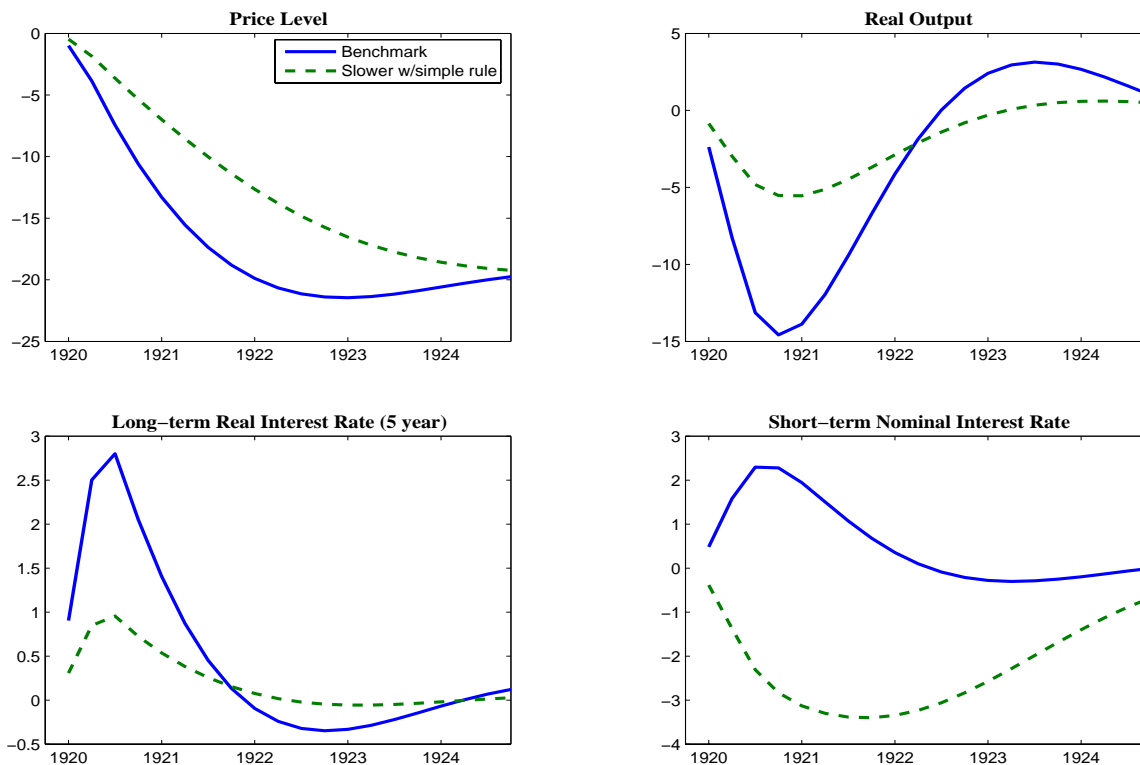 Price Level
0
−5
−10
−15
−20
−25
1920 1921 1922 1923 1924
Benchmark
Slower w/simple rule
Real Output
5
0
−5
−10
−15
1920 1921 1922 1923 1924
Long−term Real Interest Rate (5 year)
3
2.5
2
1.5
1
0.5
0
−0.5
1920 1921 1922 1923 1924
Short−term Nominal Interest Rate
3
2
1
0
−1
−2
−3
−4
1920 1921 1922 1923 1924